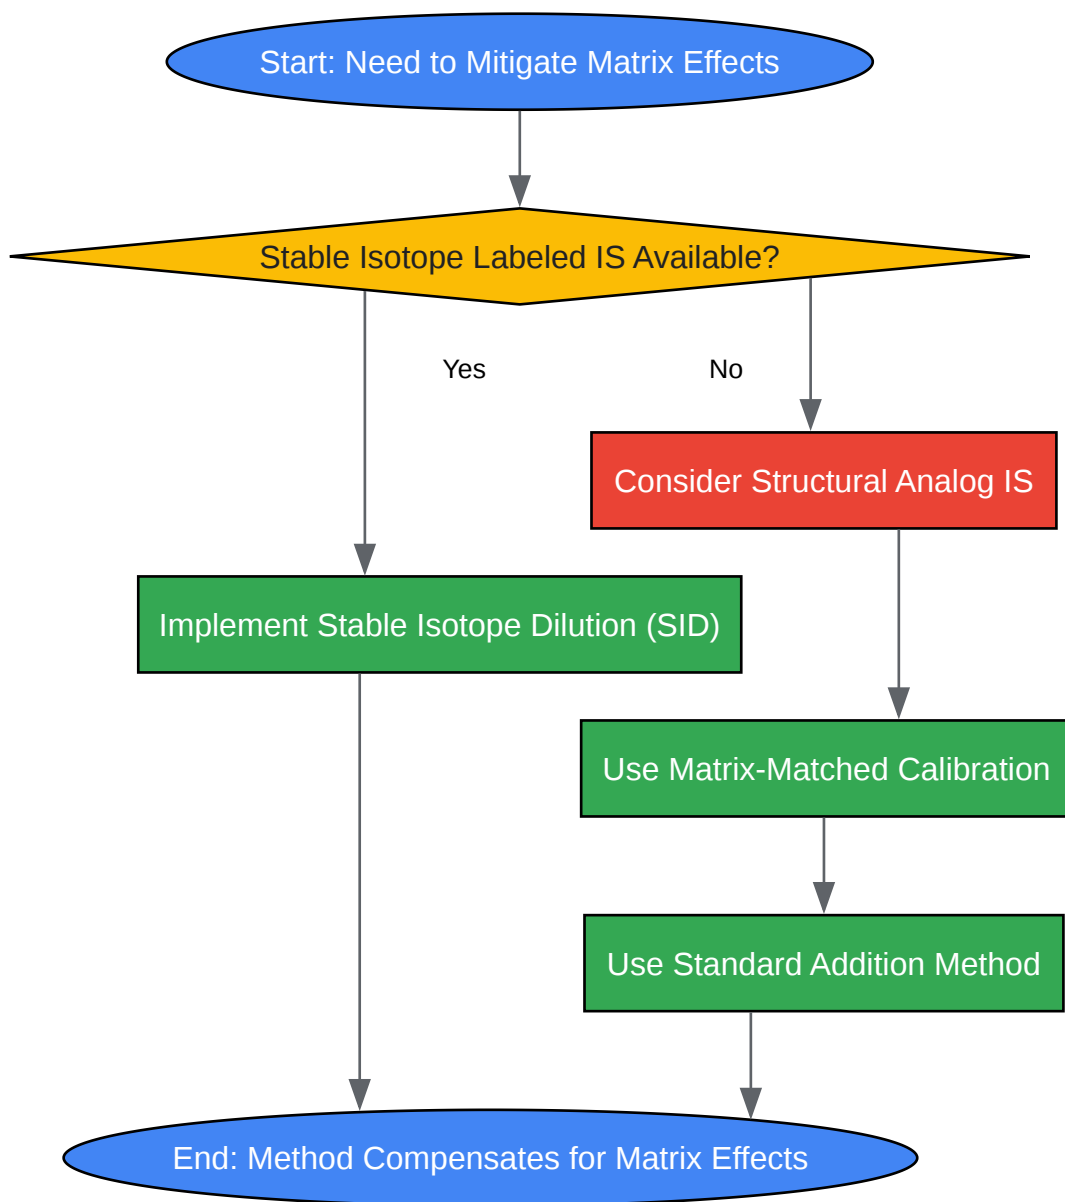 Start: Need to Mitigate Matrix Effects
Stable Isotope Labeled IS Available?
Yes
No
Consider Structural Analog IS
Implement Stable Isotope Dilution (SID)
Use Matrix-Matched Calibration
Use Standard Addition Method
End: Method Compensates for Matrix Effects